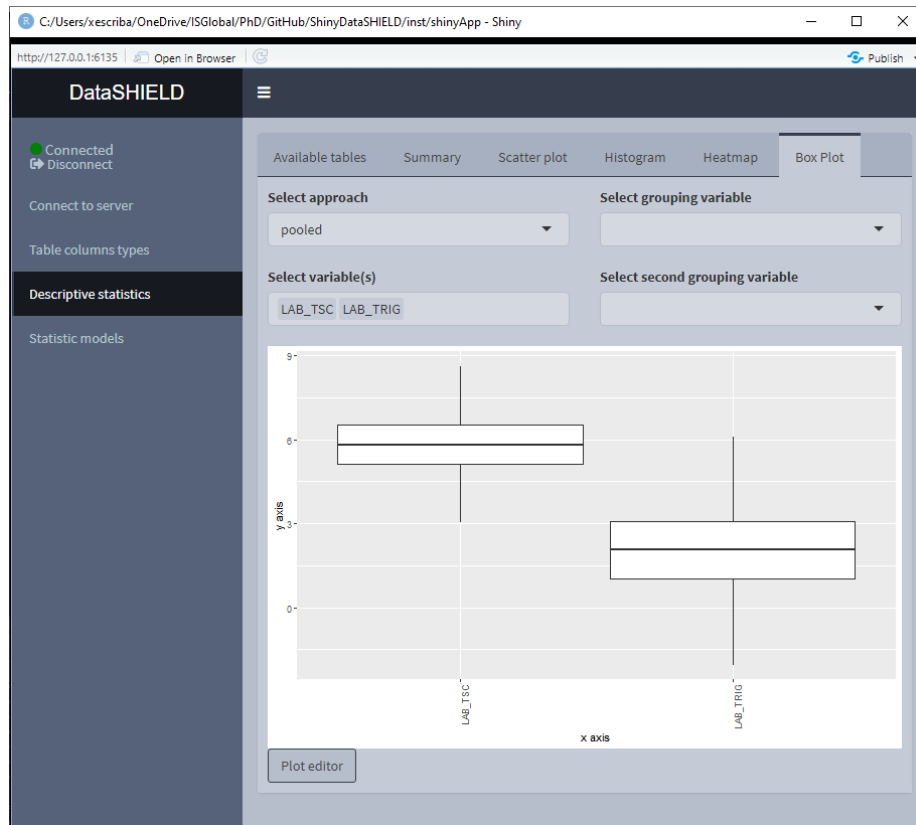 C:/Users/xescriba/OneDrive/ISGlobal/PhD/GitHub/ShinyDataSHIELD/inst/shinyApp - Shiny
http://127.0.0.1:6135 Open in Browser Publish
DataSHIELD
Connected
Disconnect
Connect to server
Table columns types
Descriptive statistics
Statistic models
Available tables Summary Scatter plot Histogram Heatmap Box Plot
Select approach Select grouping variable
pooled
Select variable(s) Select second grouping variable
LAB_TSC LAB_TRIG
9
6
3
0
y axis
LAB_TSC
LAB_TRIG
x axis
Plot editor